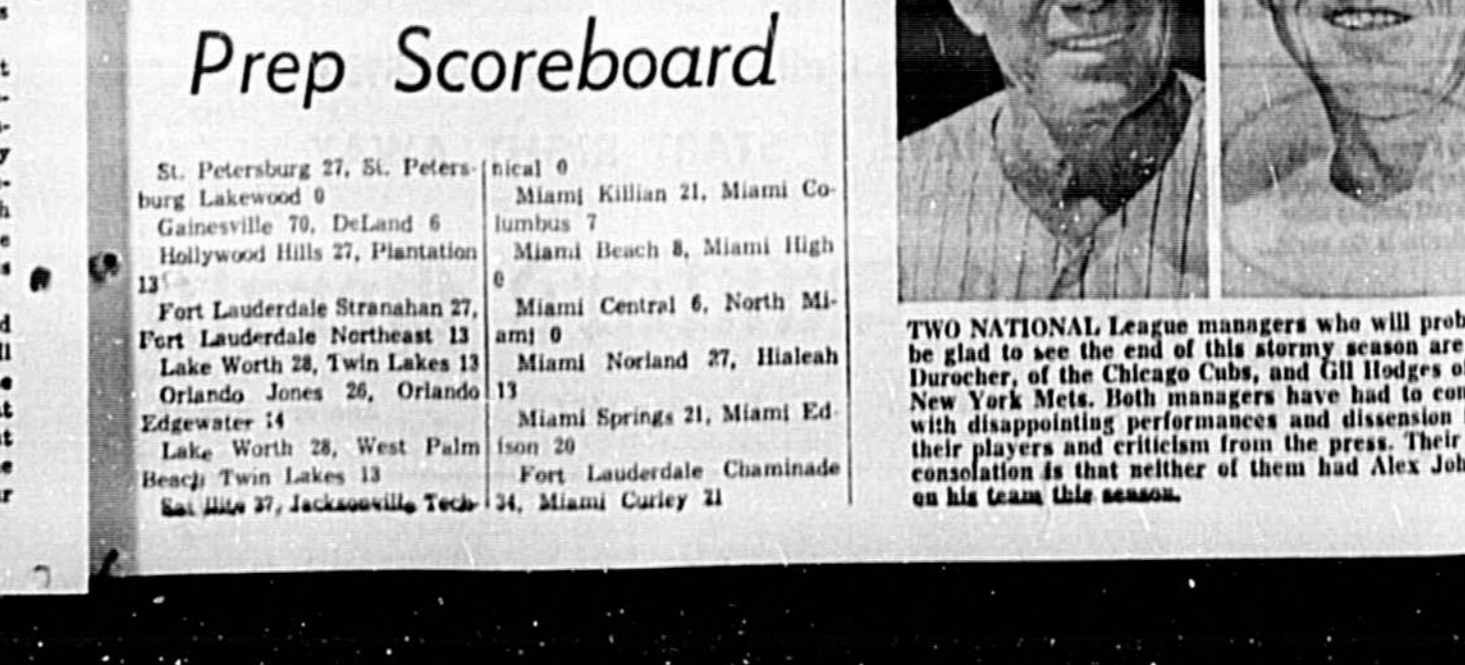 Prep Scoreboard
St. Petersburg 27, St. Peters-
burg Lakewood 0
Gainesville 70, DeLand 6
Hollywood Hills 27, Plantation
13
Fort Lauderdale Stranahan 27,
Fort Lauderdale Northeast 13
Lake Worth 28, Twin Lakes 13
Orlando Jones 26, Orlando
Edgewater 14
Lake Worth 28, West Palm
Beach Twin Lakes 13
37, Jacksonville Tech-
nical 0
Miami Killian 21, Miami Co-
lumbus 7
Miami Beach 8, Miami High
0
Miami Central 6, North Mi-
ami 0
Miami Norland 27, Hialeah
13
Miami Springs 21, Miami Ed-
ison 20
Fort Lauderdale Chaminade
34, Miami Curley 21
TWO NATIONAL League managers who will prob
be glad to see the end of this stormy season are
Durocher, of the Chicago Cubs, and Gil Hodges o
New York Mets. Both managers have had to con
with disappointing performances and dissension
their players and criticism from the press. Their
consolation is that neither of them had Alex Joh
on his team this season.